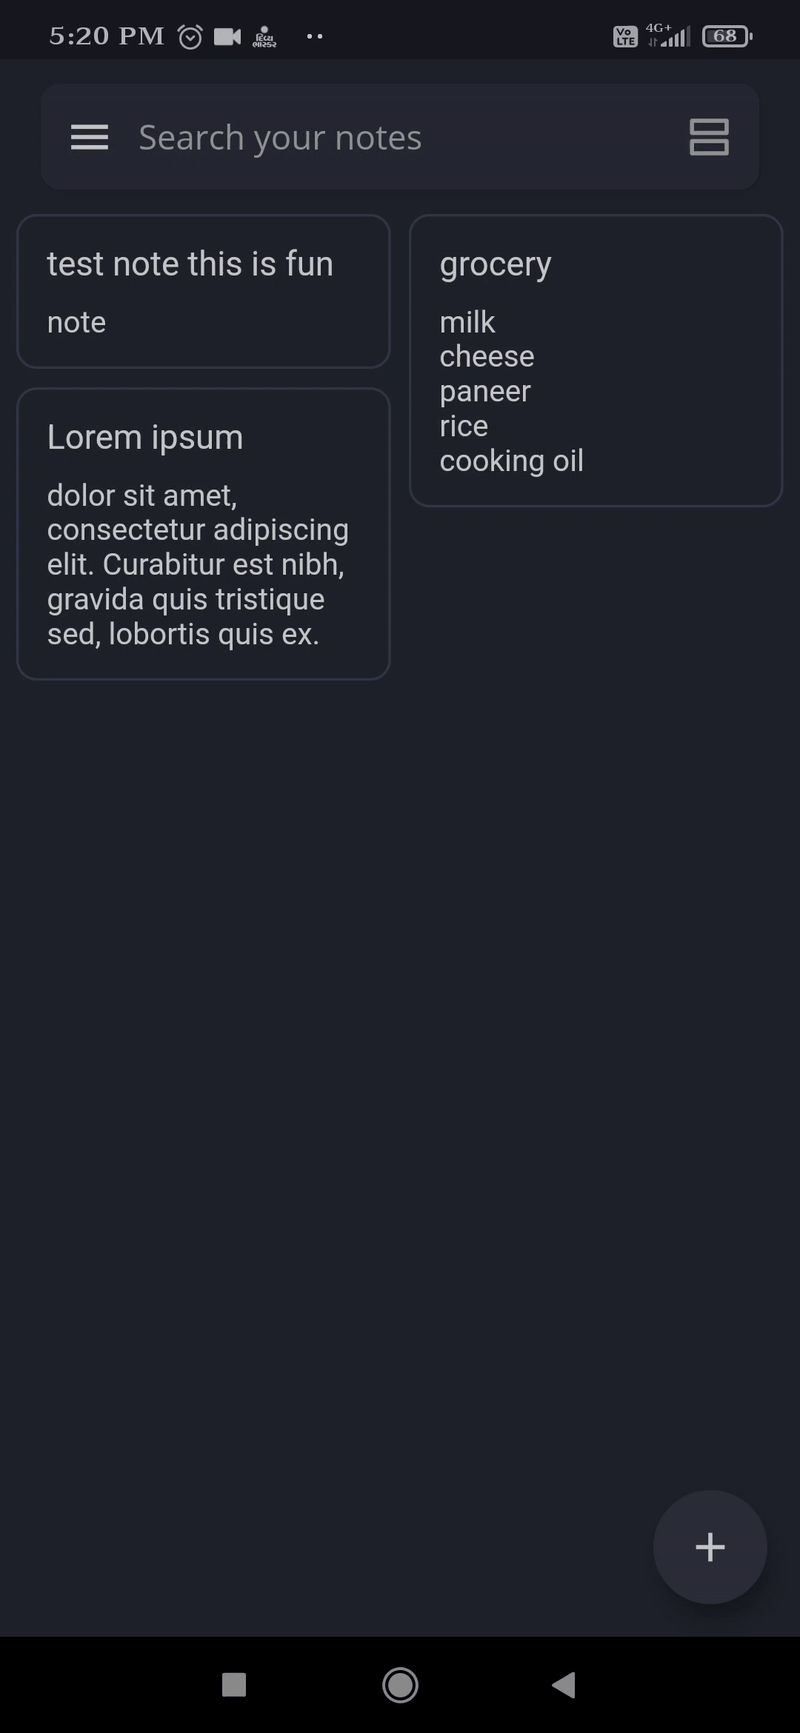 5:20 PM
Vo LTE
4G+
68
Search your notes
test note this is fun
note
grocery
milk
cheese
paneer
rice
cooking oil
Lorem ipsum
dolor sit amet,
consectetur adipiscing
elit. Curabitur est nibh,
gravida quis tristique
sed, lobortis quis ex.